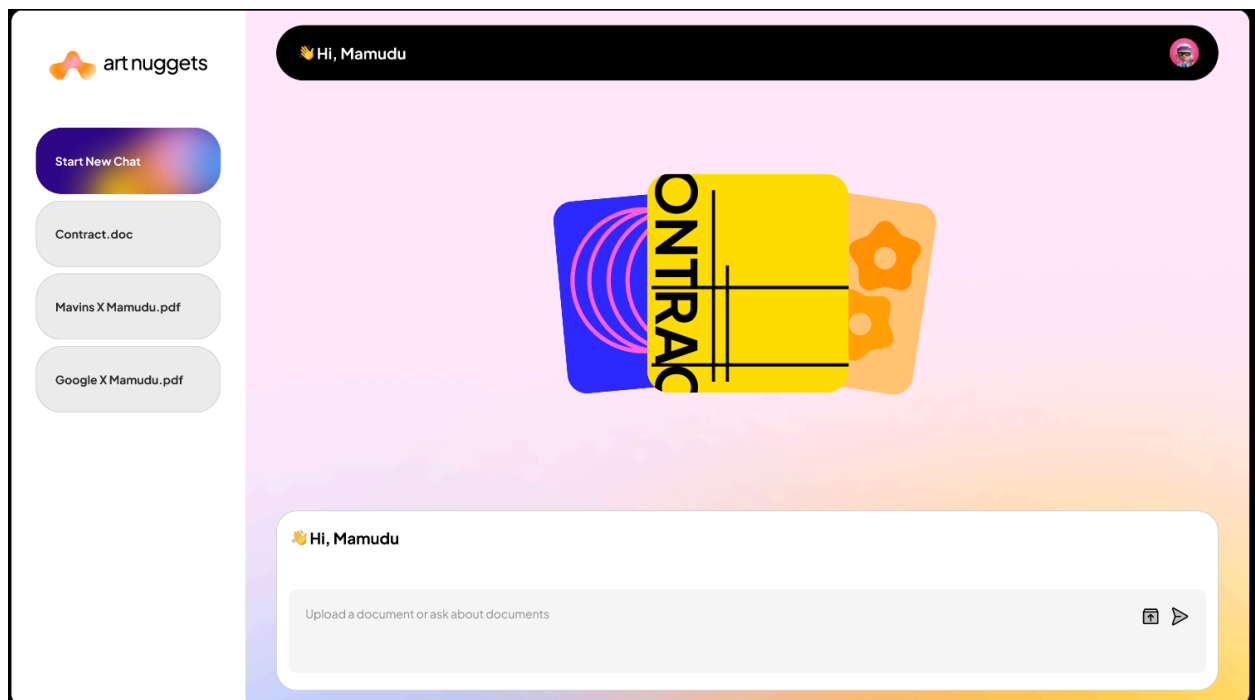 art nuggets
👋Hi, Mamudu
Start New Chat
Contract.doc
Mavins X Mamudu.pdf
Google X Mamudu.pdf
ONTRAC
👋Hi, Mamudu
Upload a document or ask about documents